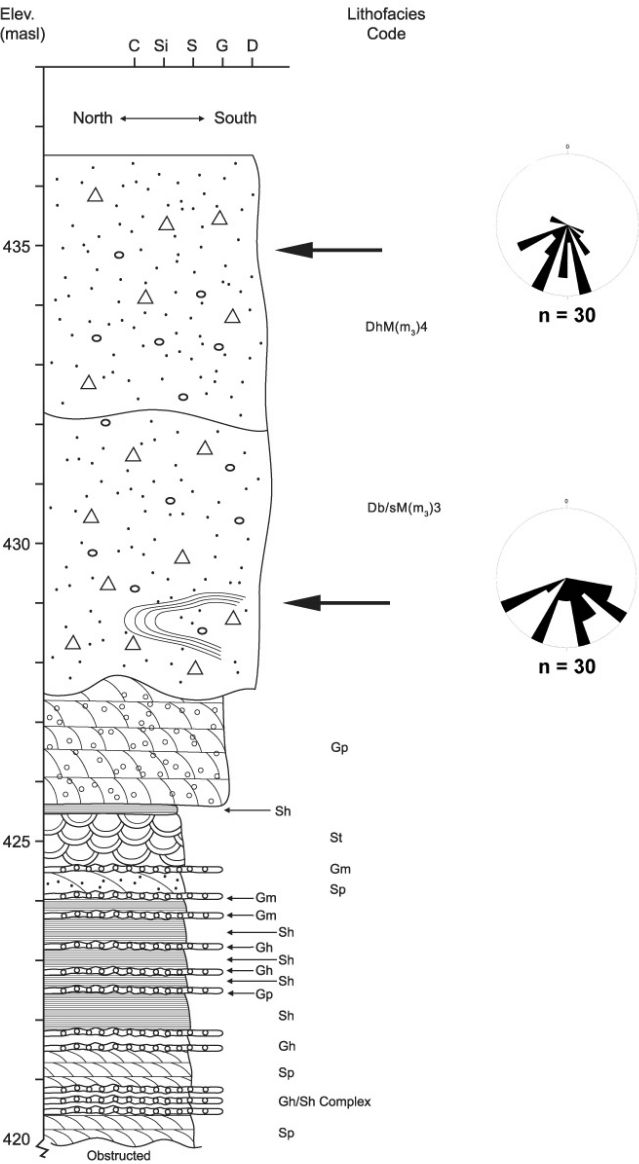 Elev.
(masl)
Lithofacies
Code
C Si S G D
North South
0
435
n = 30
DhM(m3)4
Db/sM(m3)3
0
430
n = 30
Gp
Sh
425
St
Gm
Sp
Gm
Gm
Sh
Gh
Sh
Gh
Sh
Gp
Sh
Gh
Sp
Gh/Sh Complex
Sp
420
Obstructed